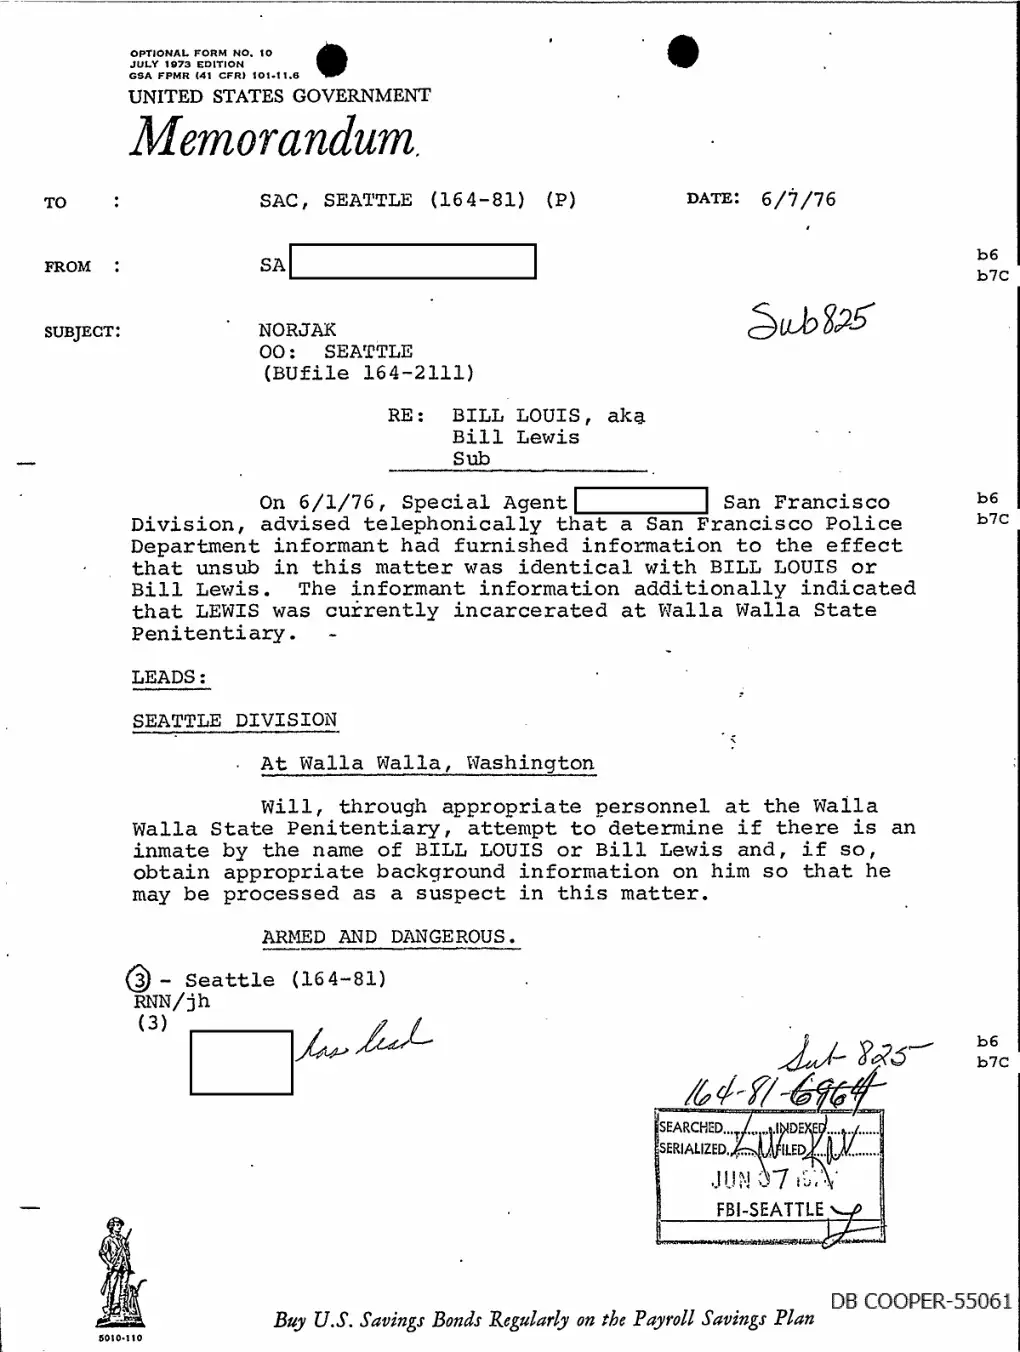 OPTIONAL FORM NO. 10
JULY 1973 EDITION
GSA FPMR (41 CFR) 101-11.6
UNITED STATES GOVERNMENT
Memorandum
TO : SAC, SEATTLE (164-81) (P) DATE: 6/7/76
FROM : SA b6
b7C
SUBJECT: NORJAK Sub 825
OO: SEATTLE
(BUfile 164-2111)
RE: BILL LOUIS, aka
Bill Lewis
Sub
On 6/1/76, Special Agent San Francisco b6
Division, advised telephonically that a San Francisco Police b7C
Department informant had furnished information to the effect
that unsub in this matter was identical with BILL LOUIS or
Bill Lewis. The informant information additionally indicated
that LEWIS was currently incarcerated at Walla Walla State
Penitentiary. -
LEADS:
SEATTLE DIVISION
At Walla Walla, Washington
Will, through appropriate personnel at the Walla
Walla State Penitentiary, attempt to determine if there is an
inmate by the name of BILL LOUIS or Bill Lewis and, if so,
obtain appropriate background information on him so that he
may be processed as a suspect in this matter.
ARMED AND DANGEROUS.
3 - Seattle (164-81)
RNN/jh
(3)
has lead
b6
b7C
Sub 825
164-81-6964
SEARCHED INDEXED
SERIALIZED FILED
JUN 07
FBI-SEATTLE
DB COOPER-55061
Buy U.S. Savings Bonds Regularly on the Payroll Savings Plan
5010-110